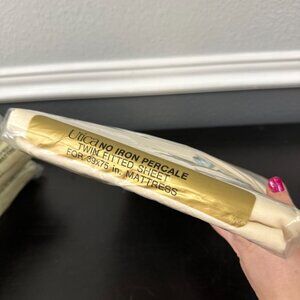 Utica NO IRON PERCALE
TWIN FITTED SHEET
FOR 39X75 in. MATTRESS